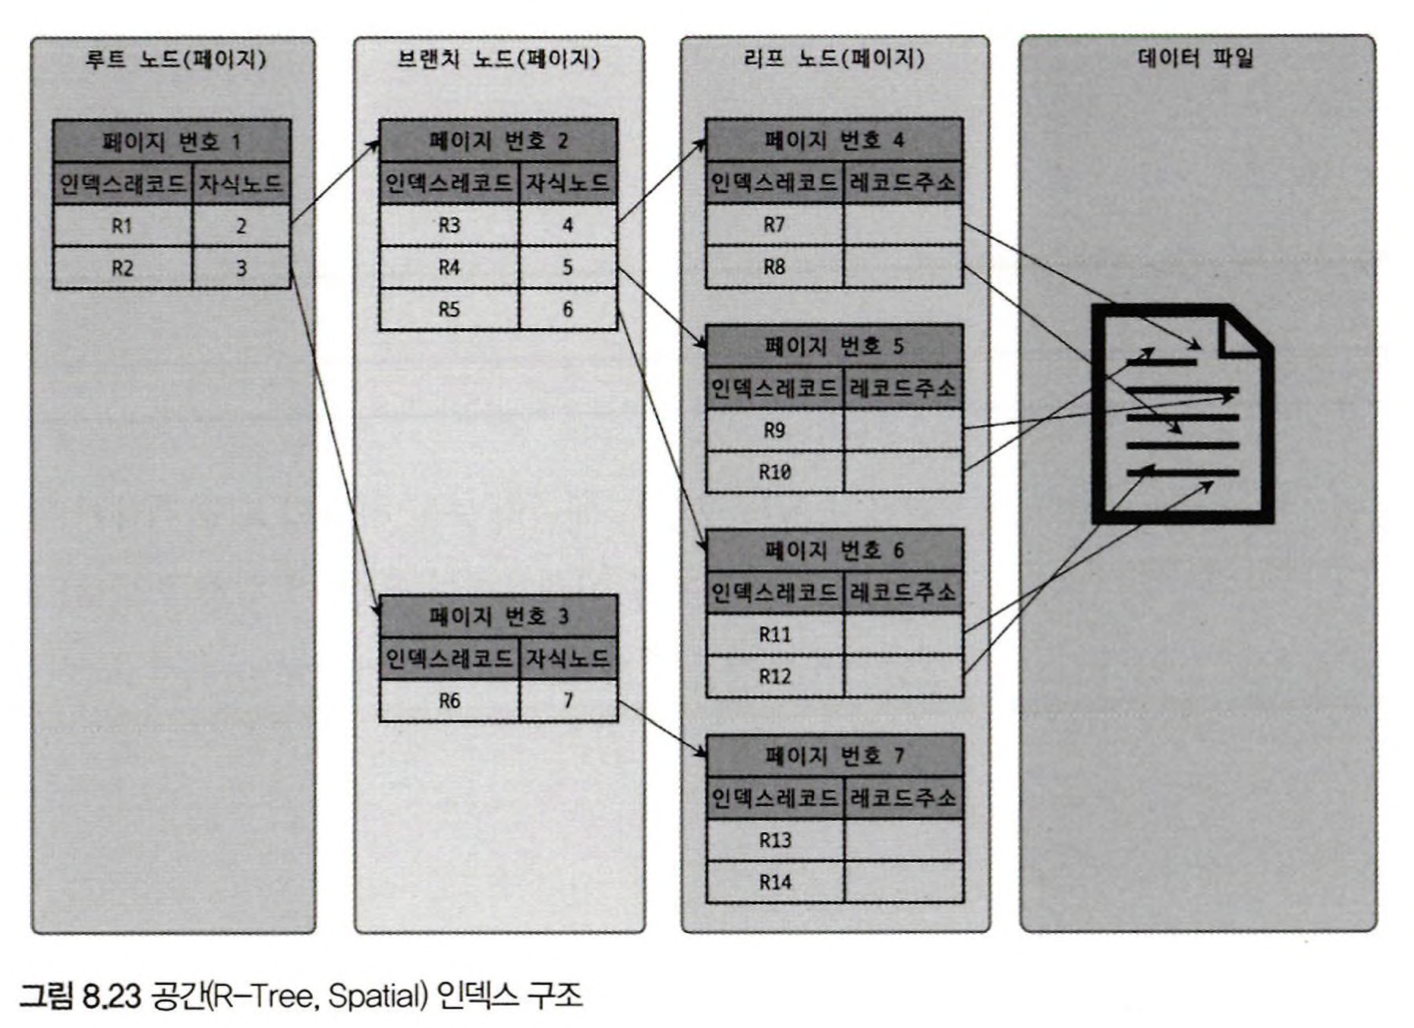 루트 노드(페이지)
페이지 번호 1
인덱스레코드 자식노드
R1 2
R2 3
브랜치 노드(페이지)
페이지 번호 2
인덱스레코드 자식노드
R3 4
R4 5
R5 6
페이지 번호 3
인덱스레코드 자식노드
R6 7
리프 노드(페이지)
페이지 번호 4
인덱스레코드 레코드주소
R7
R8
페이지 번호 5
인덱스레코드 레코드주소
R9
R10
페이지 번호 6
인덱스레코드 레코드주소
R11
R12
페이지 번호 7
인덱스레코드 레코드주소
R13
R14
데이터 파일
그림 8.23 공간(R-Tree, Spatial) 인덱스 구조